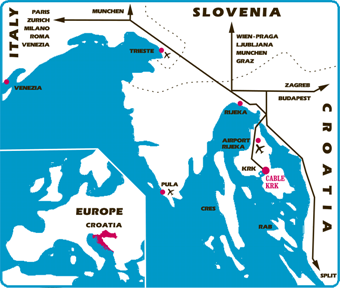 ITALY
PARIS
ZURICH
MILANO
ROMA
VENEZIA
MUNCHEN
SLOVENIA
TRIESTE
WIEN-PRAGA
LJUBLJANA
MUNCHEN
GRAZ
VENEZIA
ZAGREB
BUDAPEST
RIJEKA
CROATIA
AIRPORT
RIJEKA
KRK
CABLE
KRK
PULA
CRES
RAB
EUROPE
CROATIA
SPLIT